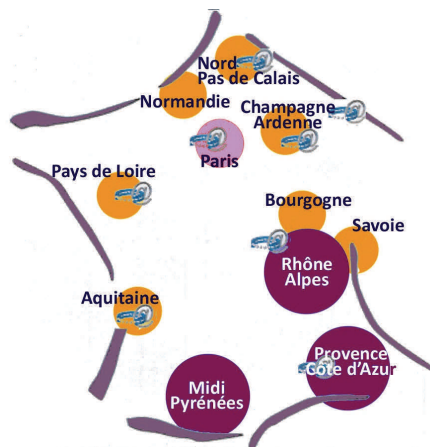 Nord
Pas de Calais
Normandie
Champagne
Ardenne
Paris
Pays de Loire
Bourgogne
Savoie
Rhône
Alpes
Aquitaine
Provence
Côte d'Azur
Midi
Pyrénées